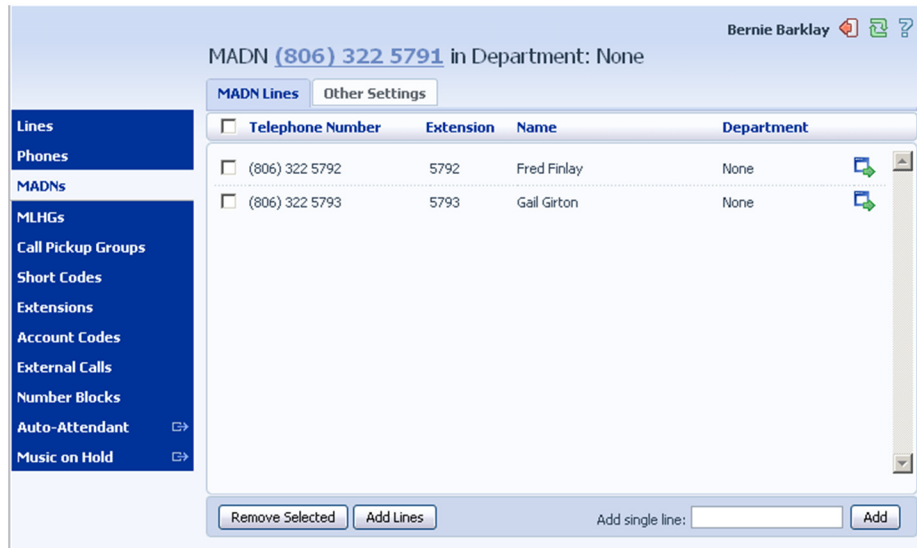 Bernie Barklay
MADN (806) 322 5791 in Department: None
MADN Lines Other Settings
Lines
Phones
MADNs
MLHGs
Call Pickup Groups
Short Codes
Extensions
Account Codes
External Calls
Number Blocks
Auto-Attendant
Music on Hold
Telephone Number Extension Name Department
(806) 322 5792 5792 Fred Finlay None
(806) 322 5793 5793 Gail Girton None
Remove Selected Add Lines Add single line: Add